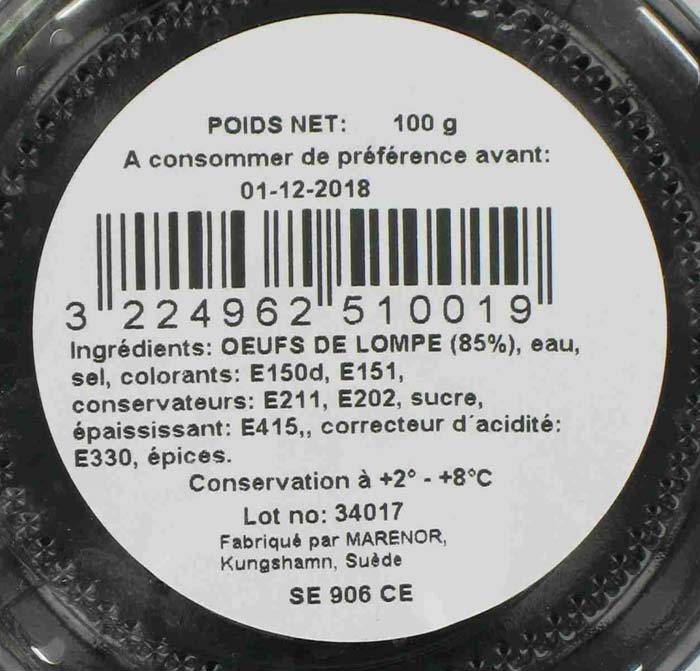 POIDS NET: 100 g
A consommer de préférence avant:
01-12-2018
3 224962 510019
Ingrédients: OEUFS DE LOMPE (85%), eau,
sel, colorants: E150d, E151,
conservateurs: E211, E202, sucre,
épaississant: E415,, correcteur d´acidité:
E330, épices.
Conservation à +2° - +8°C
Lot no: 34017
Fabriqué par MARENOR,
Kungshamn, Suède
SE 906 CE